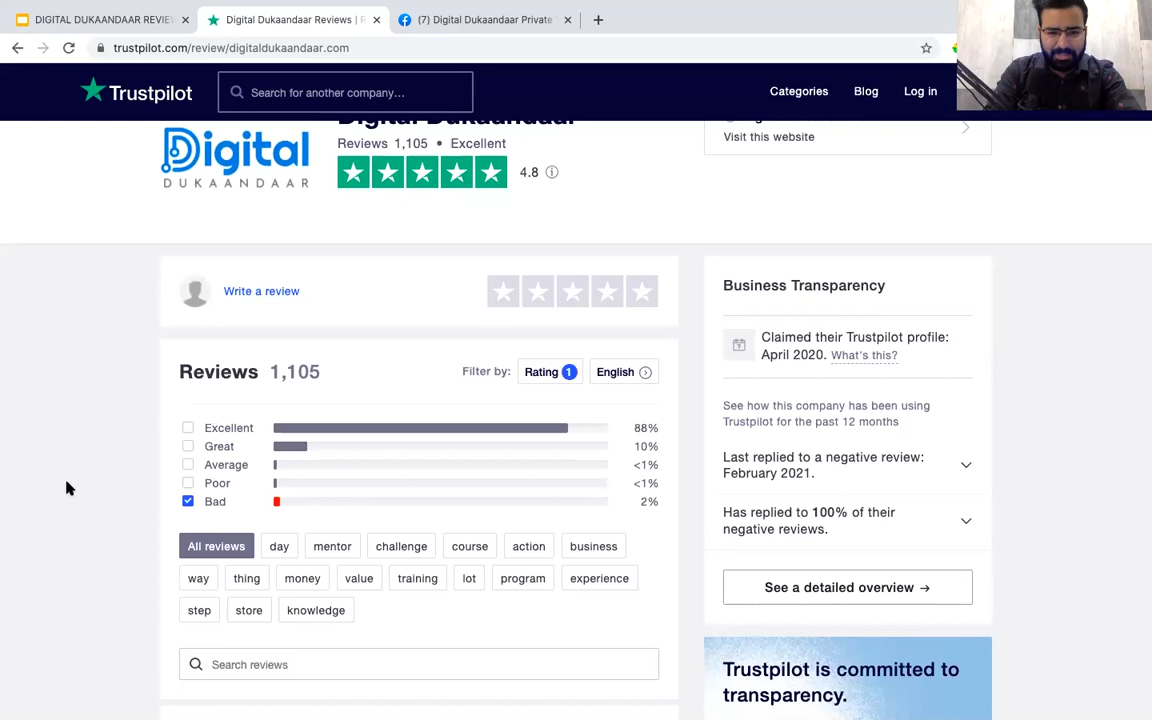 DIGITAL DUKAANDAAR REVIEW
Digital Dukaandaar Reviews | R
(7) Digital Dukaandaar Private
trustpilot.com/review/digitaldukaandaar.com
Trustpilot
Search for another company...
Categories
Blog
Log in
Digital Dukaandaar
Digital
DUKAANDAAR
Reviews 1,105 • Excellent
4.8
Visit this website
Write a review
Reviews 1,105
Filter by:
Rating 1
English
Excellent 88%
Great 10%
Average <1%
Poor <1%
Bad 2%
All reviews day mentor challenge course action business
way thing money value training lot program experience
step store knowledge
Search reviews
Business Transparency
Claimed their Trustpilot profile:
April 2020. What's this?
See how this company has been using
Trustpilot for the past 12 months
Last replied to a negative review:
February 2021.
Has replied to 100% of their
negative reviews.
See a detailed overview →
Trustpilot is committed to
transparency.